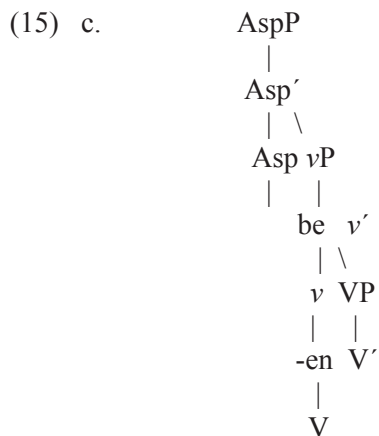 (15) c. AspP
|
Asp´
| \
Asp vP
| |
be v´
| \
v VP
| |
-en V´
|
V